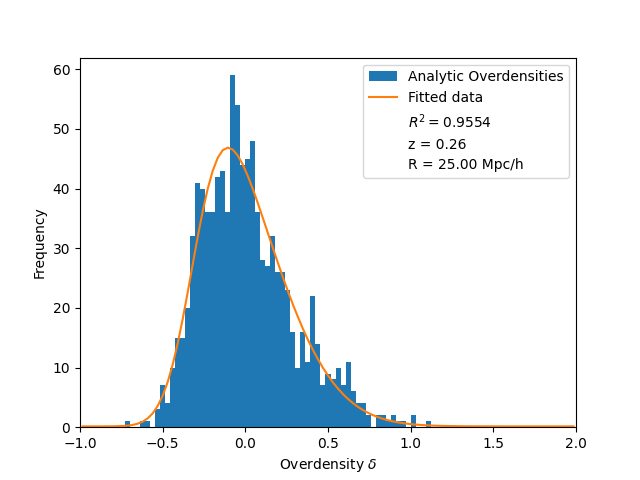 60
50
40
30
20
10
0
Frequency
−1.0 −0.5 0.0 0.5 1.0 1.5 2.0
Overdensity δ
Analytic Overdensities
Fitted data
R² = 0.9554
z = 0.26
R = 25.00 Mpc/h